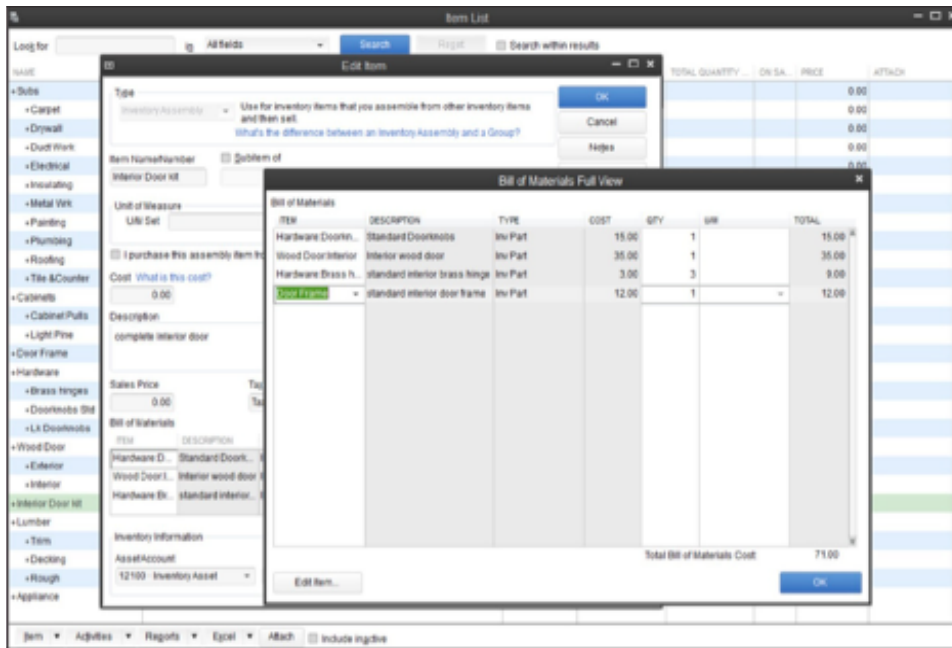 Item List
Look for
in
All fields
Search
Reset
Search within results
NAME
TOTAL QUANTITY ...
ON SA...
PRICE
ATTACH
Subs
0.00
Carpet
0.00
Drywall
0.00
Duct Work
0.00
Electrical
0.00
Insulating
Metal Wrk
Painting
Plumbing
Roofing
Tile &Counter
Cabinets
Cabinet Pulls
Light Pine
Door Frame
Hardware
Brass hinges
Doorknobs Std
Lk Doorknobs
Wood Door
Exterior
Interior
Interior Door kit
Lumber
Trim
Decking
Rough
Appliance
Item
Activities
Reports
Excel
Attach
Include inactive
Edit Item
Type
Inventory Assembly
Use for inventory items that you assemble from other inventory items
and then sell.
What's the difference between an Inventory Assembly and a Group?
OK
Cancel
Notes
Item Name/Number
Subitem of
Interior Door kit
Unit of Measure
U/M Set
I purchase this assembly item fro
Cost What is this cost?
0.00
Description
complete interior door
Sales Price
0.00
Bill of Materials
ITEM DESCRIPTION
Hardware:D... Standard Doork...
Wood Door:I... Interior wood door
Hardware:Br... standard interior...
Inventory Information
Asset Account
12100 · Inventory Asset
Bill of Materials Full View
Bill of Materials
ITEM DESCRIPTION TYPE COST QTY U/M TOTAL
Hardware:Doorkn... Standard Doorknobs Inv Part 15.00 1 15.00
Wood Door:Interior Interior wood door Inv Part 35.00 1 35.00
Hardware:Brass h... standard interior brass hinge Inv Part 3.00 3 9.00
Door Frame standard interior door frame Inv Part 12.00 1 12.00
Total Bill of Materials Cost: 71.00
Edit Item...
OK